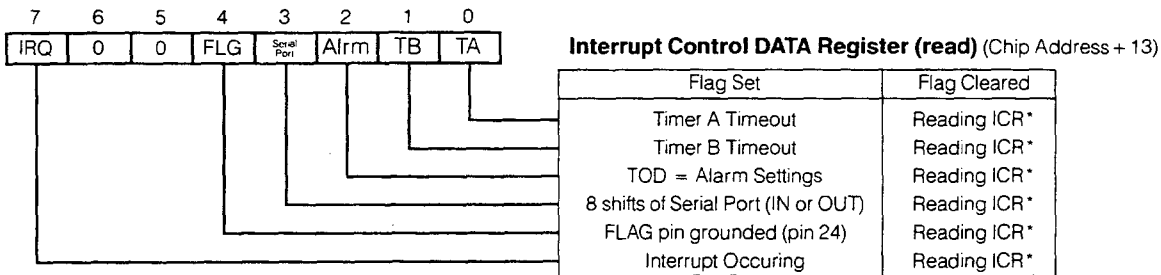 7 6 5 4 3 2 1 0
IRQ 0 0 FLG Serial Port Alrm TB TA
Interrupt Control DATA Register (read) (Chip Address + 13)
Flag Set Flag Cleared
Timer A Timeout Reading ICR*
Timer B Timeout Reading ICR*
TOD = Alarm Settings Reading ICR*
8 shifts of Serial Port (IN or OUT) Reading ICR*
FLAG pin grounded (pin 24) Reading ICR*
Interrupt Occuring Reading ICR*